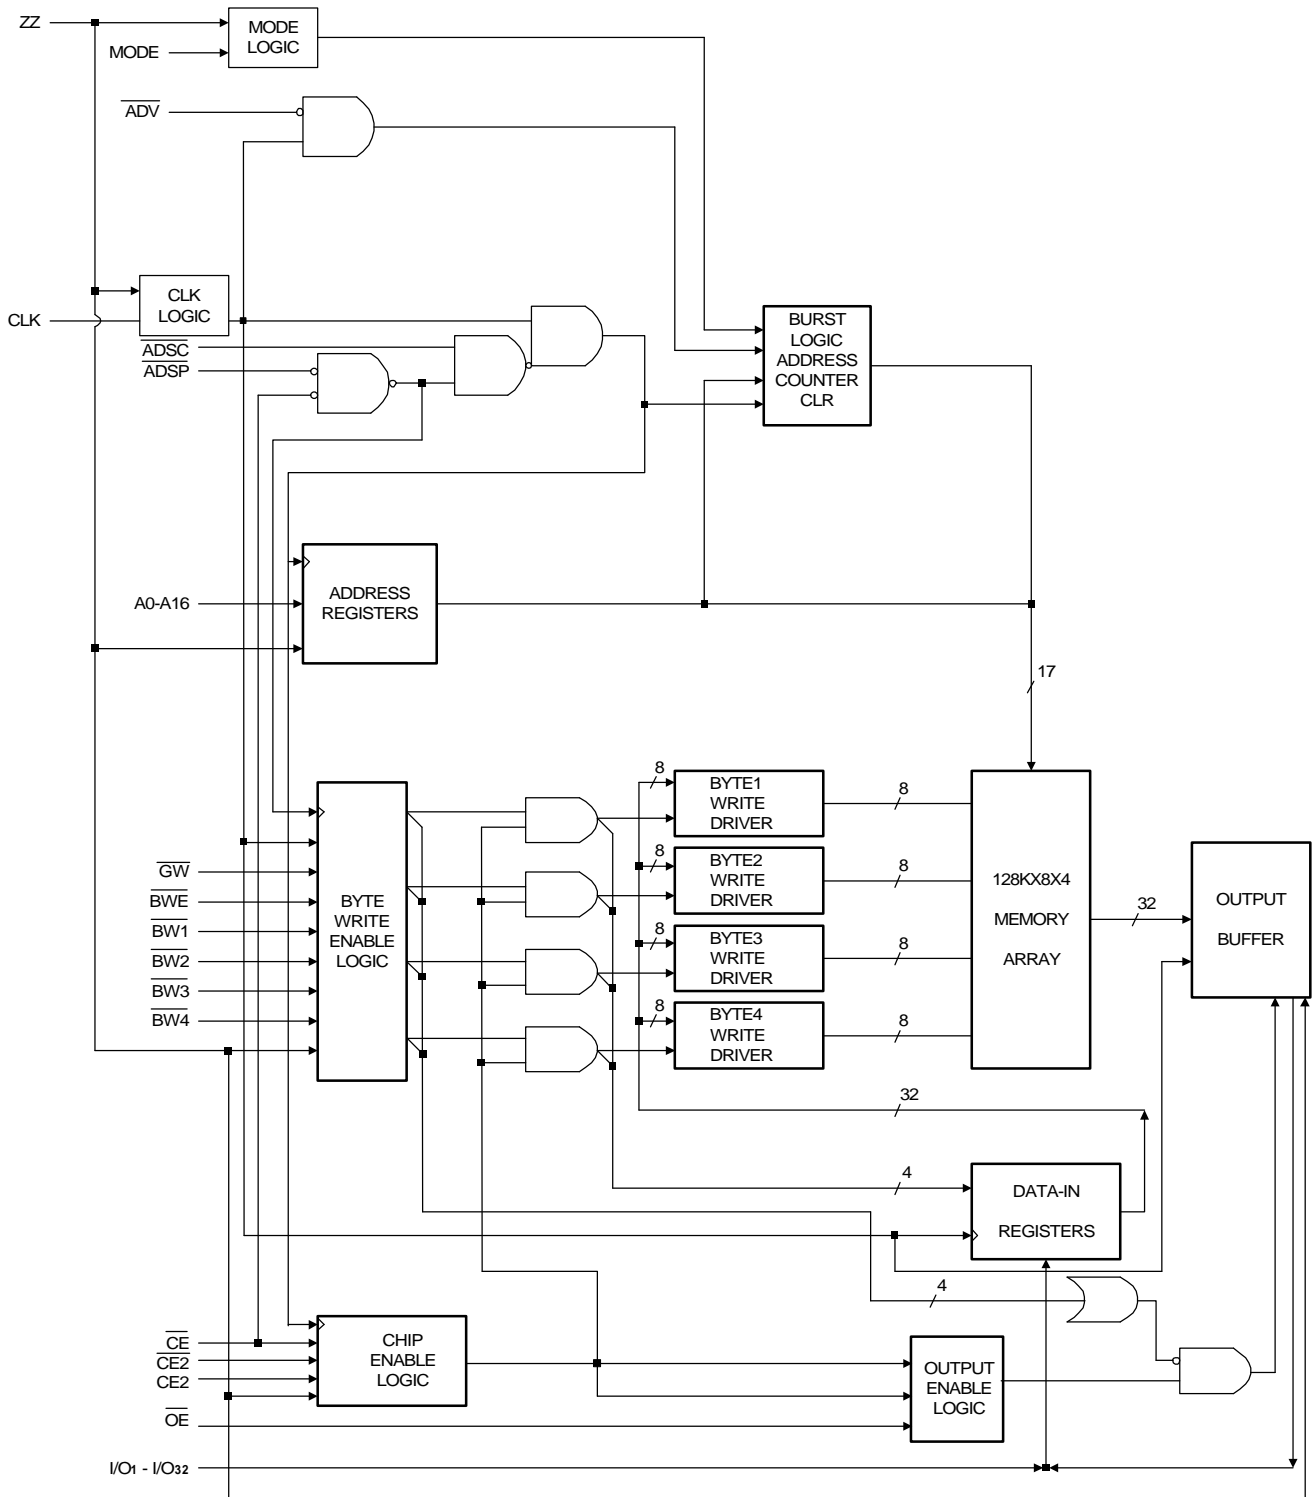 ZZ
MODE
LOGIC
MODE
ADV
CLK
LOGIC
CLK
ADSC
ADSP
BURST
LOGIC
ADDRESS
COUNTER
CLR
A0-A16
ADDRESS
REGISTERS
17
GW
BWE
BW1
BW2
BW3
BW4
BYTE
WRITE
ENABLE
LOGIC
8
BYTE1
WRITE
DRIVER
8
8
BYTE2
WRITE
DRIVER
8
8
BYTE3
WRITE
DRIVER
8
8
BYTE4
WRITE
DRIVER
8
128KX8X4
MEMORY
ARRAY
32
OUTPUT
BUFFER
32
4
DATA-IN
REGISTERS
4
CE
CE2
CE2
OE
CHIP
ENABLE
LOGIC
OUTPUT
ENABLE
LOGIC
I/O1 - I/O32